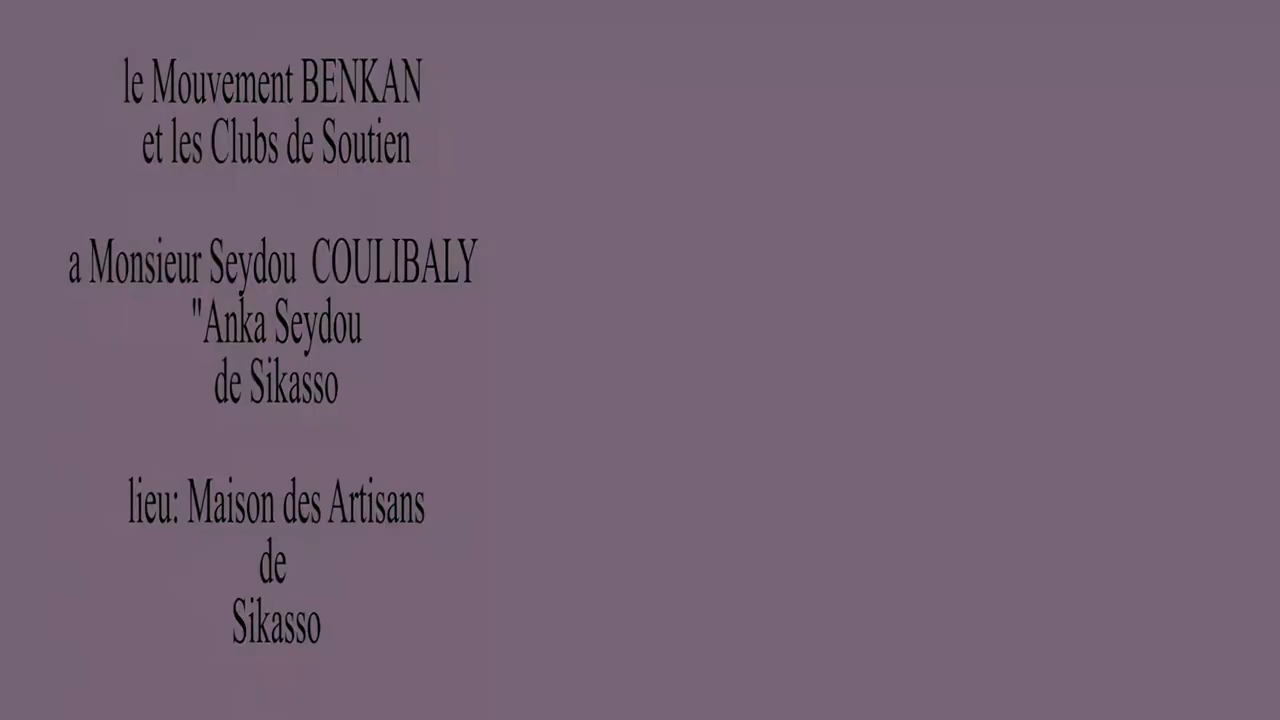 le Mouvement BENKAN
et les Clubs de Soutien
a Monsieur Seydou COULIBALY
"Anka Seydou
de Sikasso
lieu: Maison des Artisans
de
Sikasso